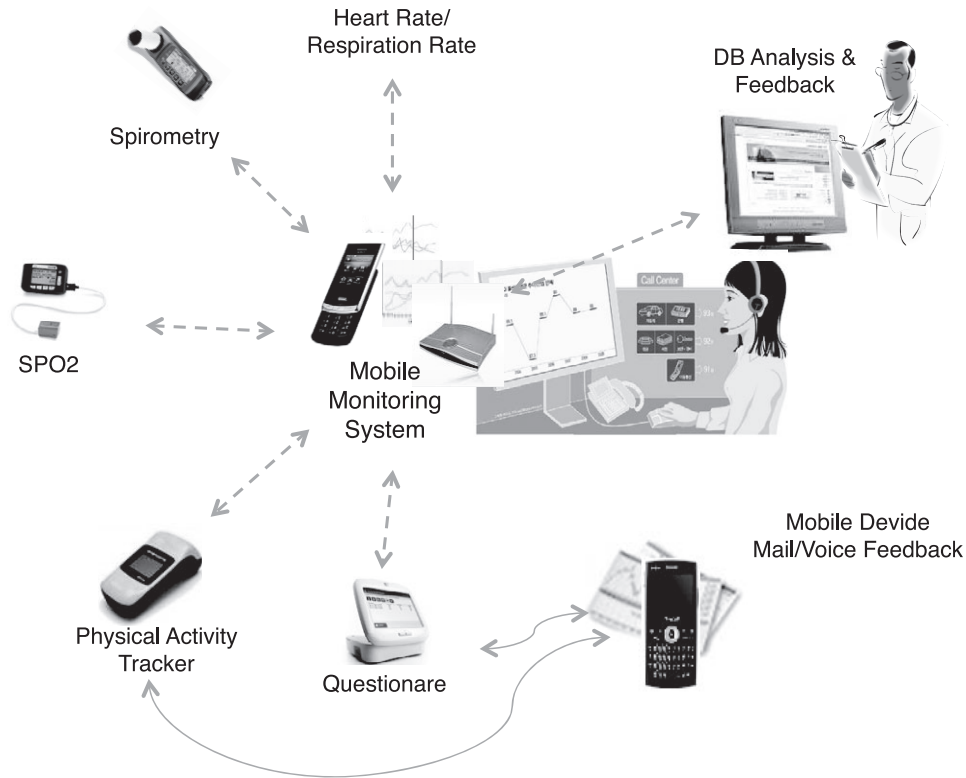 Heart Rate/
Respiration Rate
DB Analysis &
Feedback
Spirometry
Call Center
SPO2
Mobile
Monitoring
System
Mobile Devide
Mail/Voice Feedback
Physical Activity
Tracker
Questionare